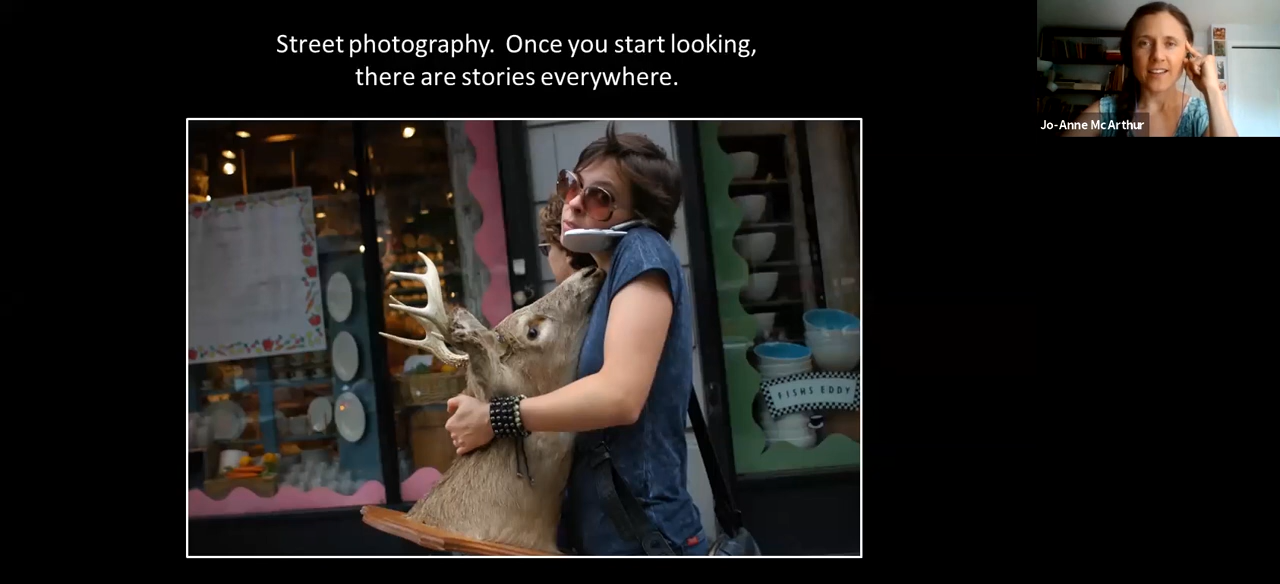 Street photography.  Once you start looking,
there are stories everywhere.
Jo-Anne McArthur
FISHS EDDY